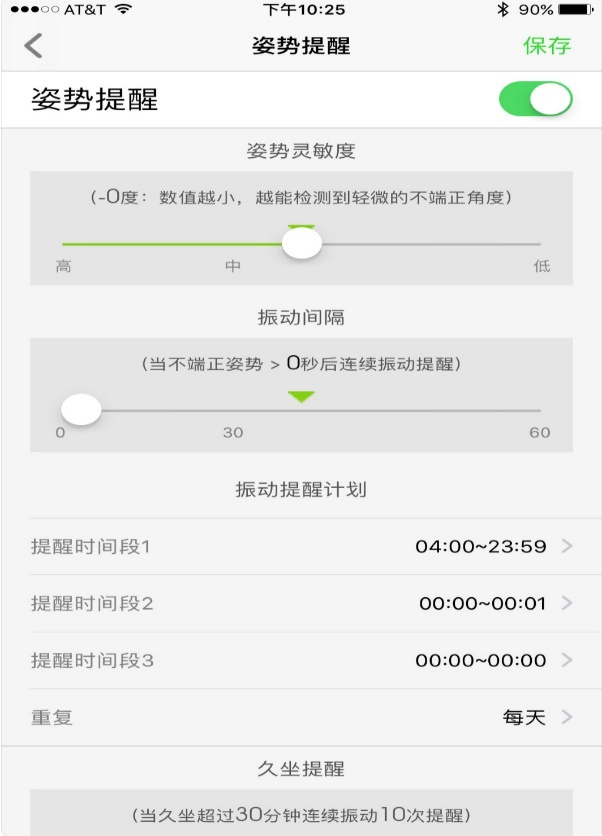 AT&T 下午10:25 90%
姿势提醒 保存
姿势提醒
姿势灵敏度
(-0度：数值越小，越能检测到轻微的不端正角度)
高 中 低
振动间隔
(当不端正姿势 > 0秒后连续振动提醒)
0 30 60
振动提醒计划
提醒时间段1 04:00~23:59
提醒时间段2 00:00~00:01
提醒时间段3 00:00~00:00
重复 每天
久坐提醒
(当久坐超过30分钟连续振动10次提醒)